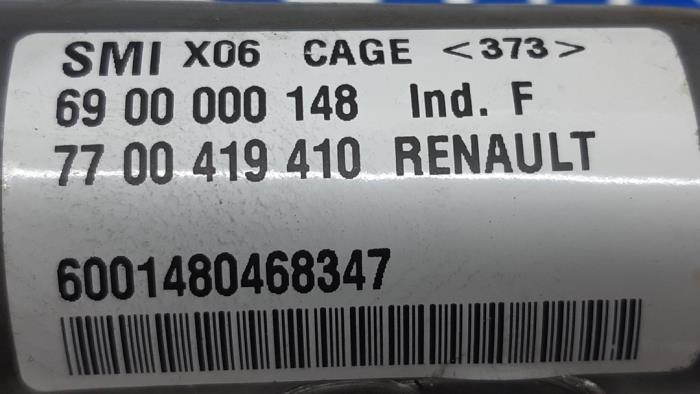 SMI X06 CAGE <373>
69 00 000 148 Ind. F
77 00 419 410 RENAULT
6001480468347